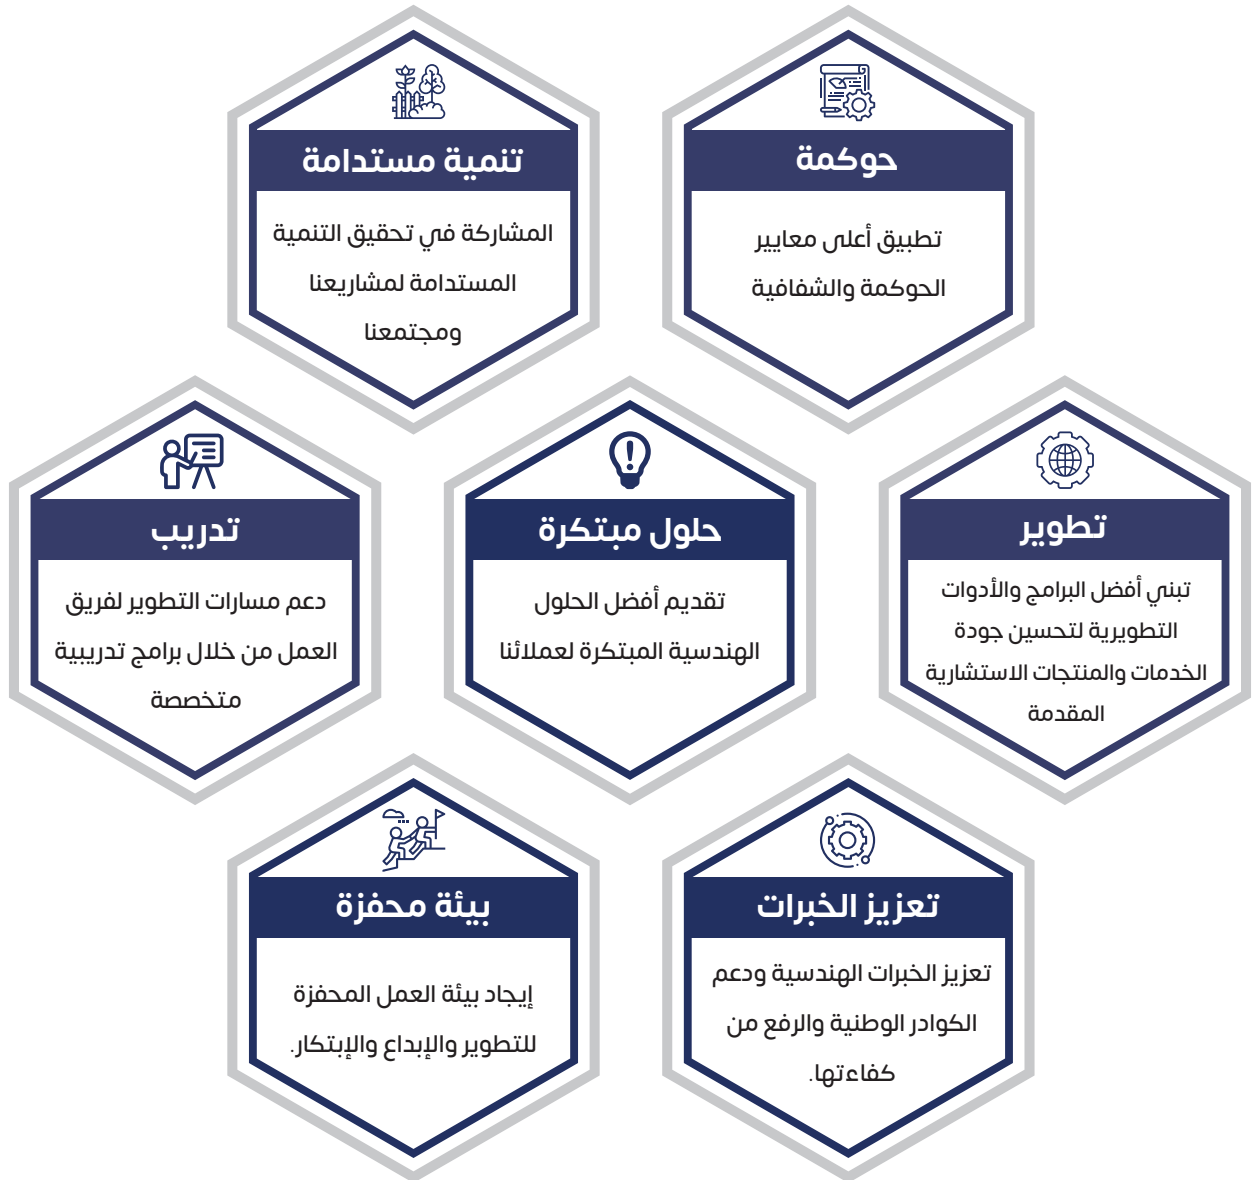 حوكمة
تطبيق أعلى معايير
الحوكمة والشفافية
تنمية مستدامة
المشاركة في تحقيق التنمية
المستدامة لمشاريعنا
ومجتمعنا
تطوير
تبني أفضل البرامج والأدوات
التطويرية لتحسين جودة
الخدمات والمنتجات الاستشارية
المقدمة
حلول مبتكرة
تقديم أفضل الحلول
الهندسية المبتكرة لعملائنا
تدريب
دعم مسارات التطوير لفريق
العمل من خلال برامج تدريبية
متخصصة
تعزيز الخبرات
تعزيز الخبرات الهندسية ودعم
الكوادر الوطنية والرفع من
كفاءتها.
بيئة محفزة
إيجاد بيئة العمل المحفزة
للتطوير والإبداع والإبتكار.